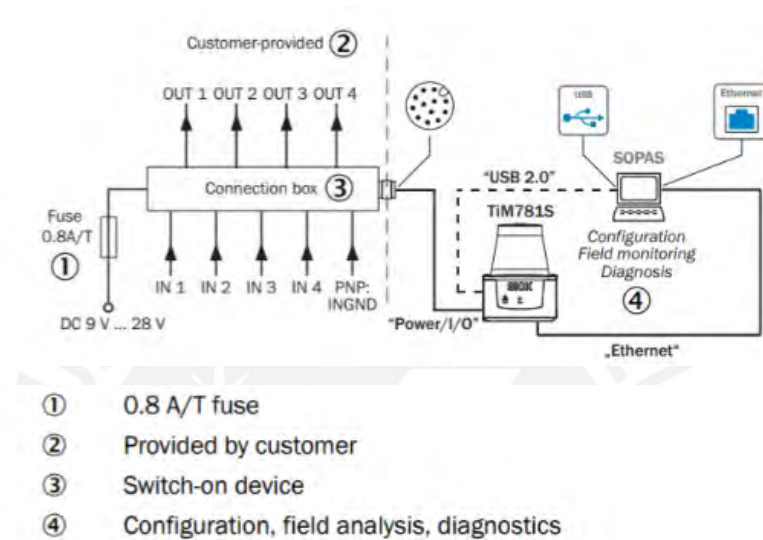 Customer-provided ②
OUT 1 OUT 2 OUT 3 OUT 4
USB
Ethernet
SOPAS
"USB 2.0"
Connection box ③
TiM781S
Fuse
0.8A/T
①
Configuration
Field monitoring
Diagnosis
④
SICK
IN 1 IN 2 IN 3 IN 4 PNP:
INGND
DC 9 V ... 28 V
"Power/I/O"
„Ethernet“
① 0.8 A/T fuse
② Provided by customer
③ Switch-on device
④ Configuration, field analysis, diagnostics